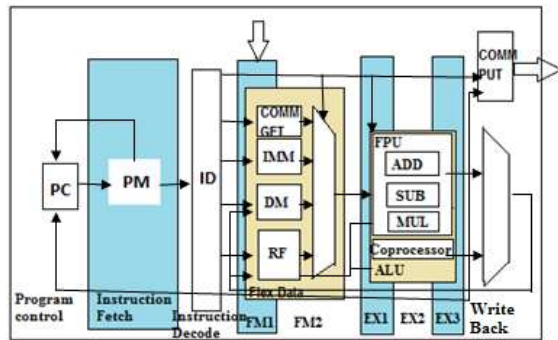 COMM
PUT
COMM
GET
IMM
DM
RF
Flex Data
FPU
ADD
SUB
MUL
Coprocessor
ALU
ID
PM
PC
Program
control
Instruction
Fetch
Instruction
Decode
FM1
FM2
EX1
EX2
EX3
Write
Back